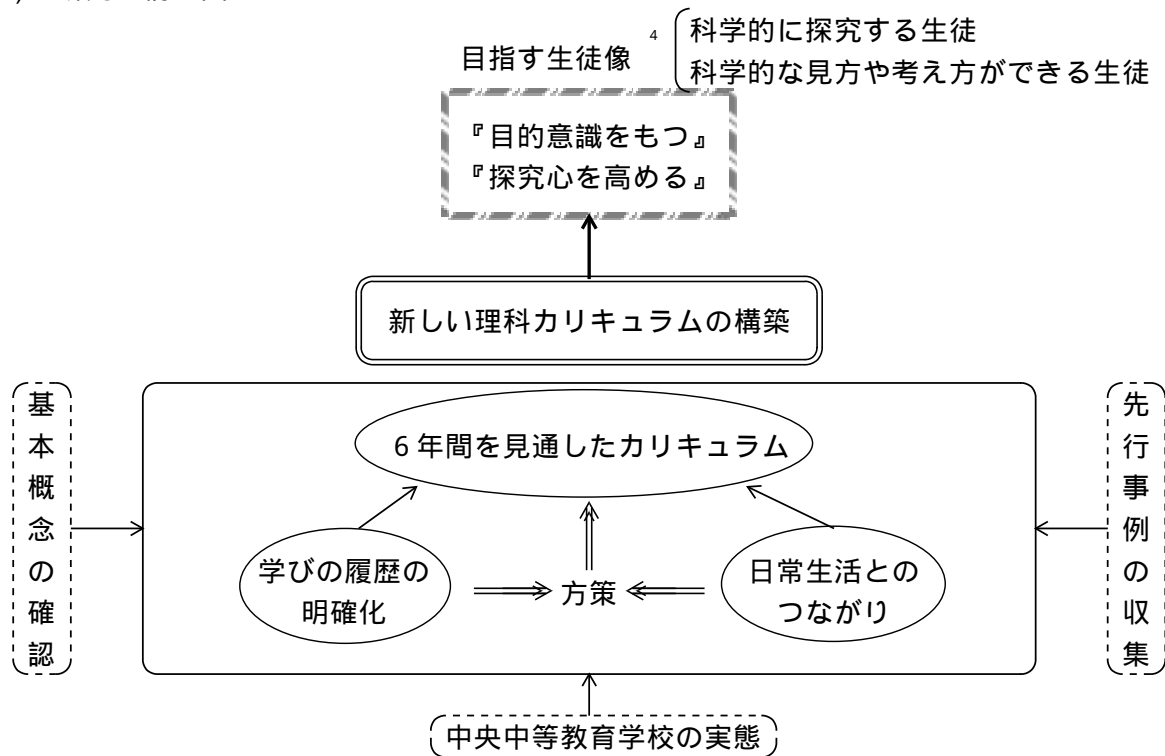 4
科学的に探究する生徒
目指す生徒像
科学的な見方や考え方ができる生徒
『目的意識をもつ』
『探究心を高める』
新しい理科カリキュラムの構築
基本概念の確認
6年間を見通したカリキュラム
先行事例の収集
学びの履歴の
明確化
方策
日常生活との
つながり
中央中等教育学校の実態